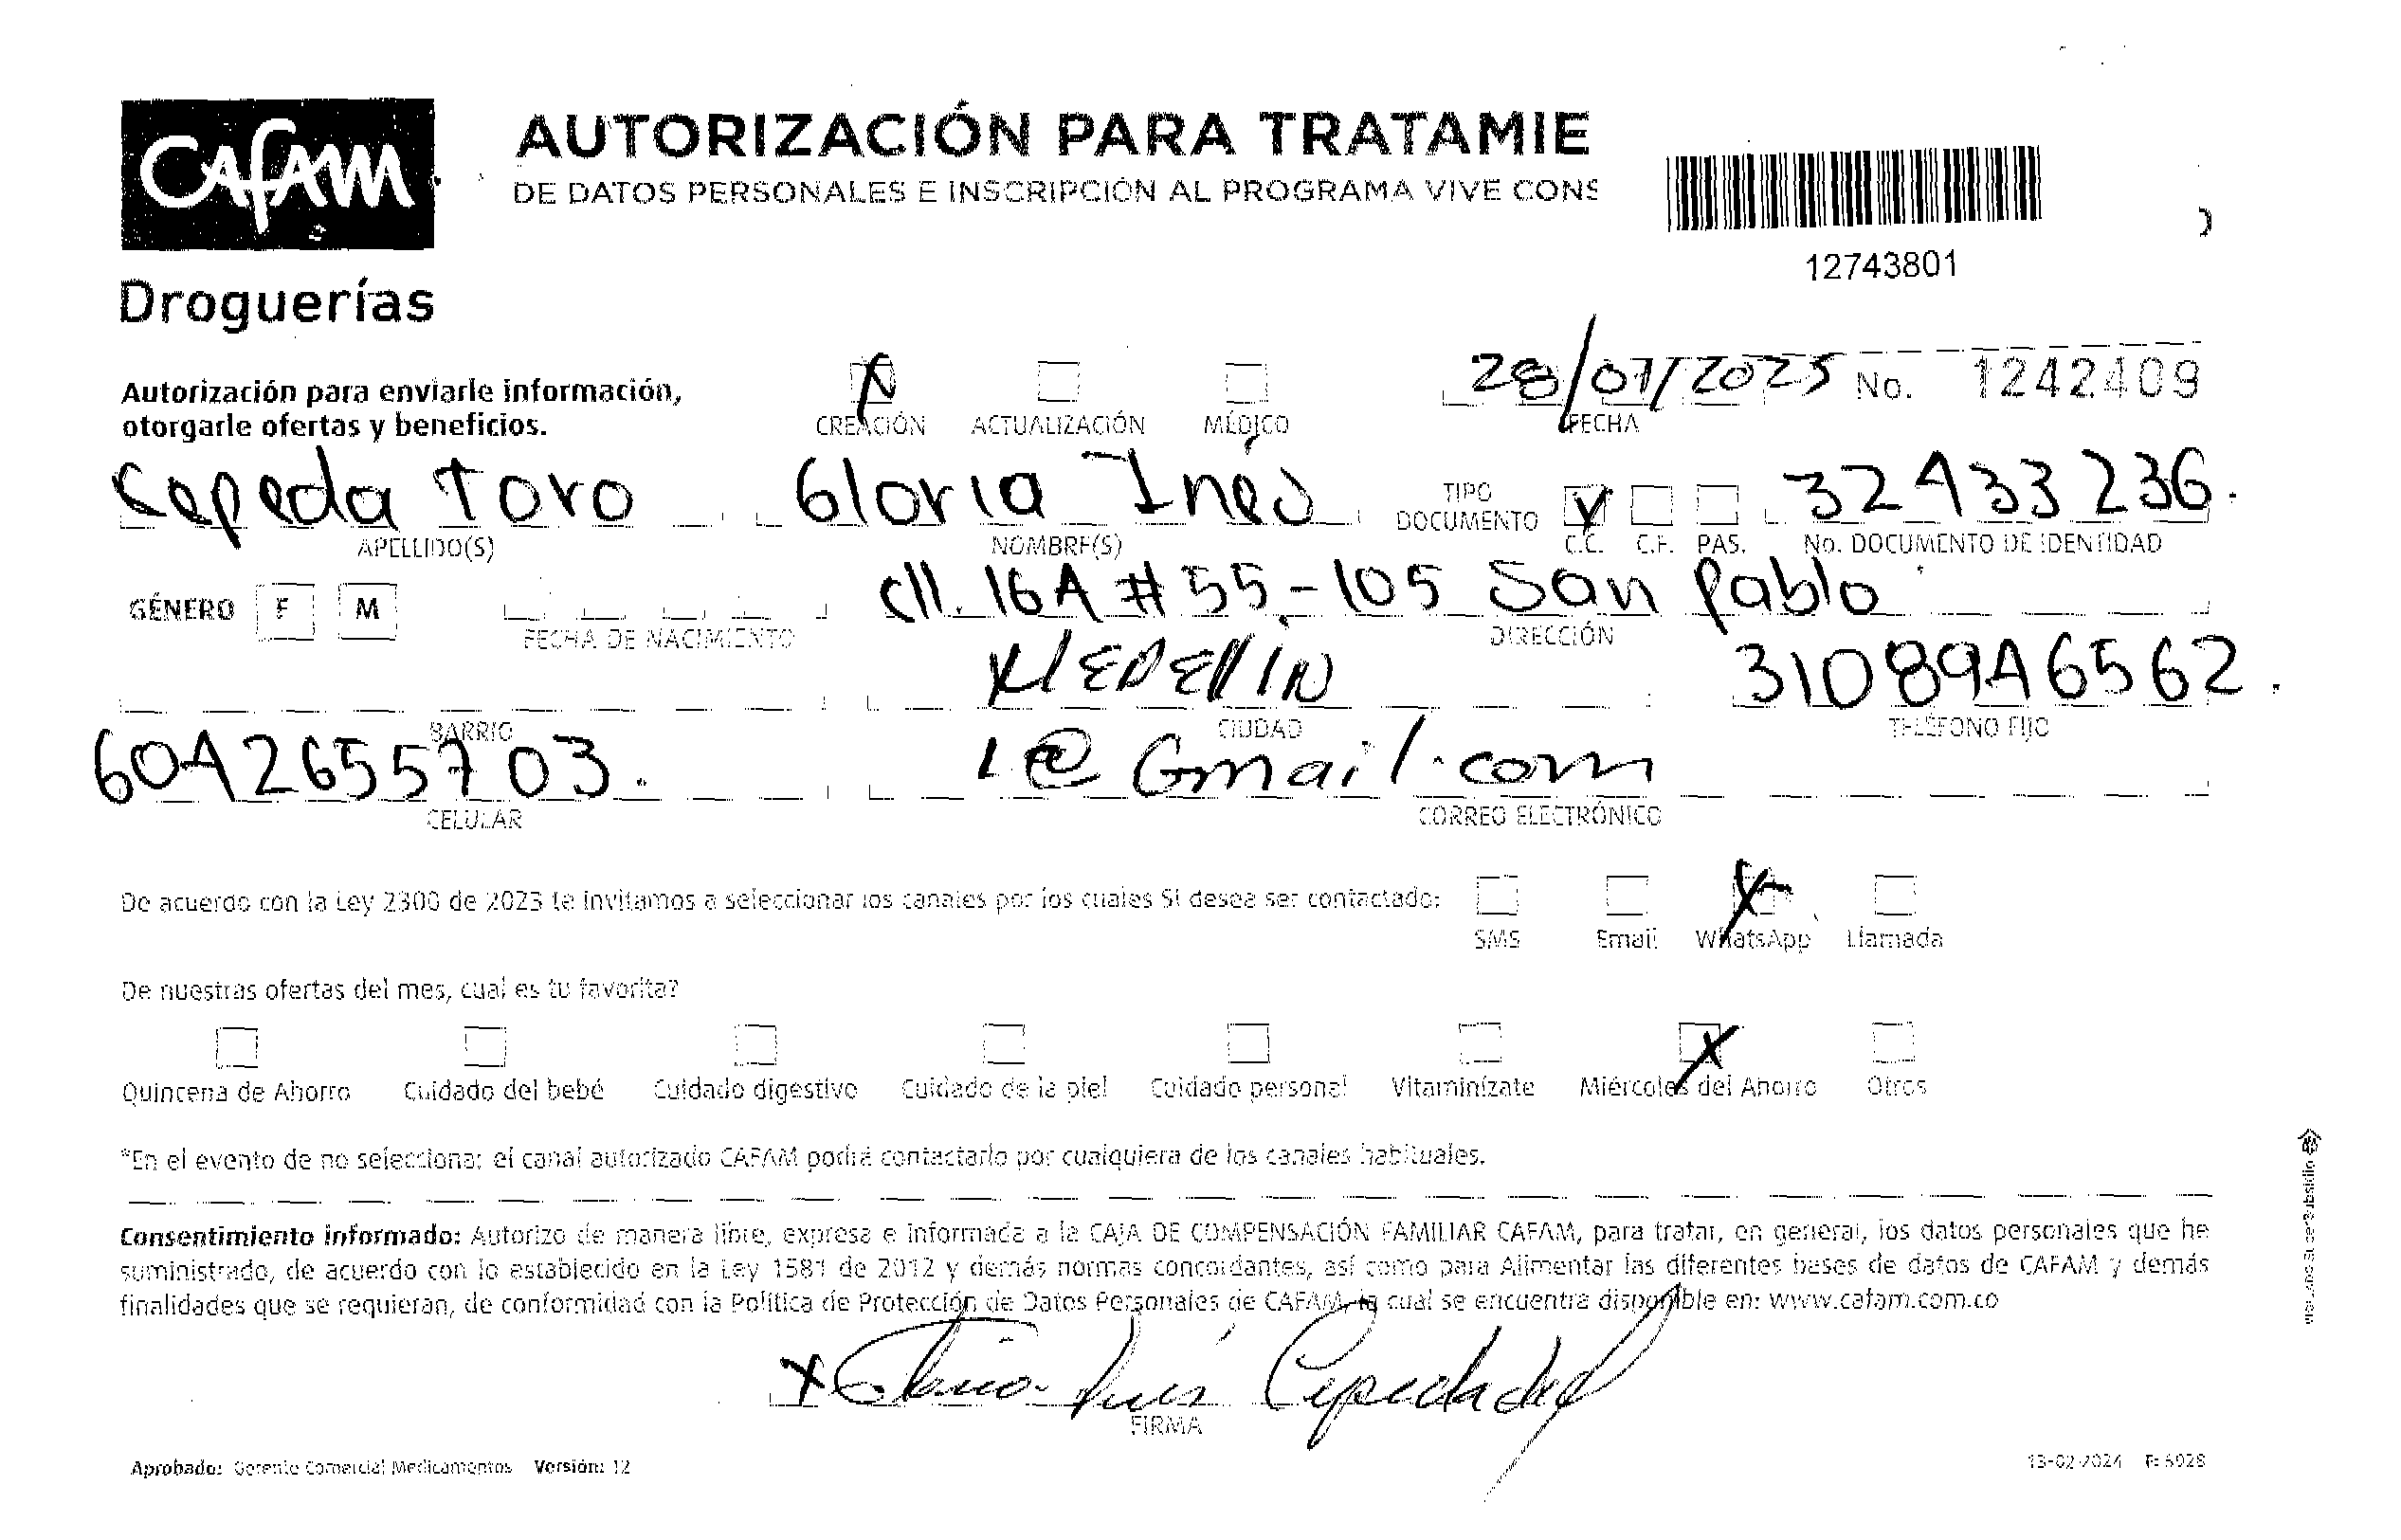 Cafam
Droguerías
AUTORIZACIÓN PARA TRATAMIE
DE DATOS PERSONALES E INSCRIPCIÓN AL PROGRAMA VIVE CONS
12743801
Autorización para enviarle información,
otorgarle ofertas y beneficios.
CREACIÓN ACTUALIZACIÓN MÉDICO
28/07/2025 No. 1242409
FECHA
Cepeda Toro Gloria Inés TIPO DOCUMENTO 32433236.
APELLIDO(S) NOMBRE(S) C.C. C.E. PAS. No. DOCUMENTO DE IDENTIDAD
GÉNERO F M cll. 16A # 55-105 San Pablo
FECHA DE NACIMIENTO DIRECCIÓN
MEDEllIN 3108946562.
BARRIO CIUDAD TELÉFONO FIJO
6042655703. 1@Gmail.com
CELULAR CORREO ELECTRÓNICO
De acuerdo con la Ley 2300 de 2023 te invitamos a seleccionar los canales por los cuales SI desea ser contactado:
SMS Email WhatsApp Llamada
De nuestras ofertas del mes, cual es tu favorita?
Quincena de Ahorro Cuidado del bebé Cuidado digestivo Cuidado de la piel Cuidado personal Vitamínízate Miércoles del Ahorro Otros
*En el evento de no seleccionar el canal autorizado CAFAM podrá contactarlo por cualquiera de los canales habituales.
Consentimiento informado: Autorizo de manera libre, expresa e informada a la CAJA DE COMPENSACIÓN FAMILIAR CAFAM, para tratar, en general, los datos personales que he
suministrado, de acuerdo con lo establecido en la Ley 1581 de 2012 y demás normas concordantes, así como para Alimentar las diferentes bases de datos de CAFAM y demás
finalidades que se requieran, de conformidad con la Política de Protección de Datos Personales de CAFAM, la cual se encuentra disponible en: www.cafam.com.co
Gloria Inés Cepeda
FIRMA
Aprobado: Gerente Comercial Medicamentos Versión: 12
13-02-2024 F: 6928